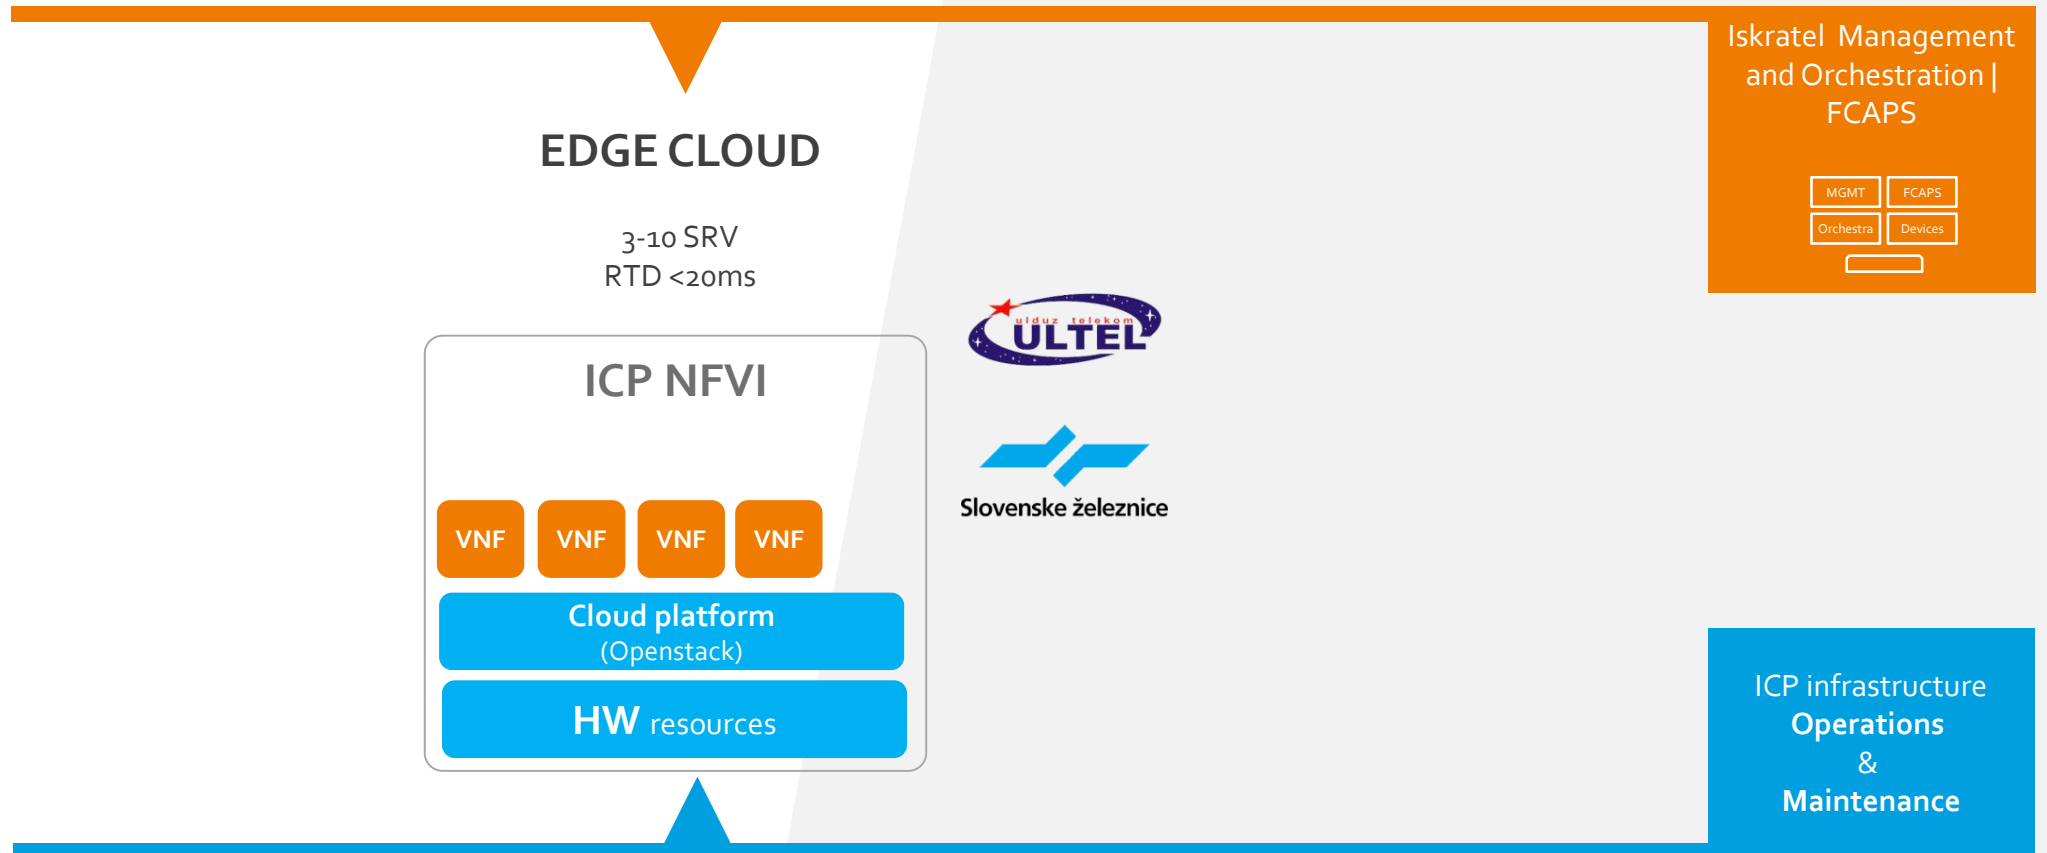 Iskratel Management
and Orchestration |
FCAPS
MGMT
FCAPS
Orchestra
Devices
EDGE CLOUD
3-10 SRV
RTD <20ms
ulduz telekom
ULTEL
ICP NFVI
Slovenske železnice
VNF
VNF
VNF
VNF
Cloud platform
(Openstack)
HW resources
ICP infrastructure
Operations
&
Maintenance